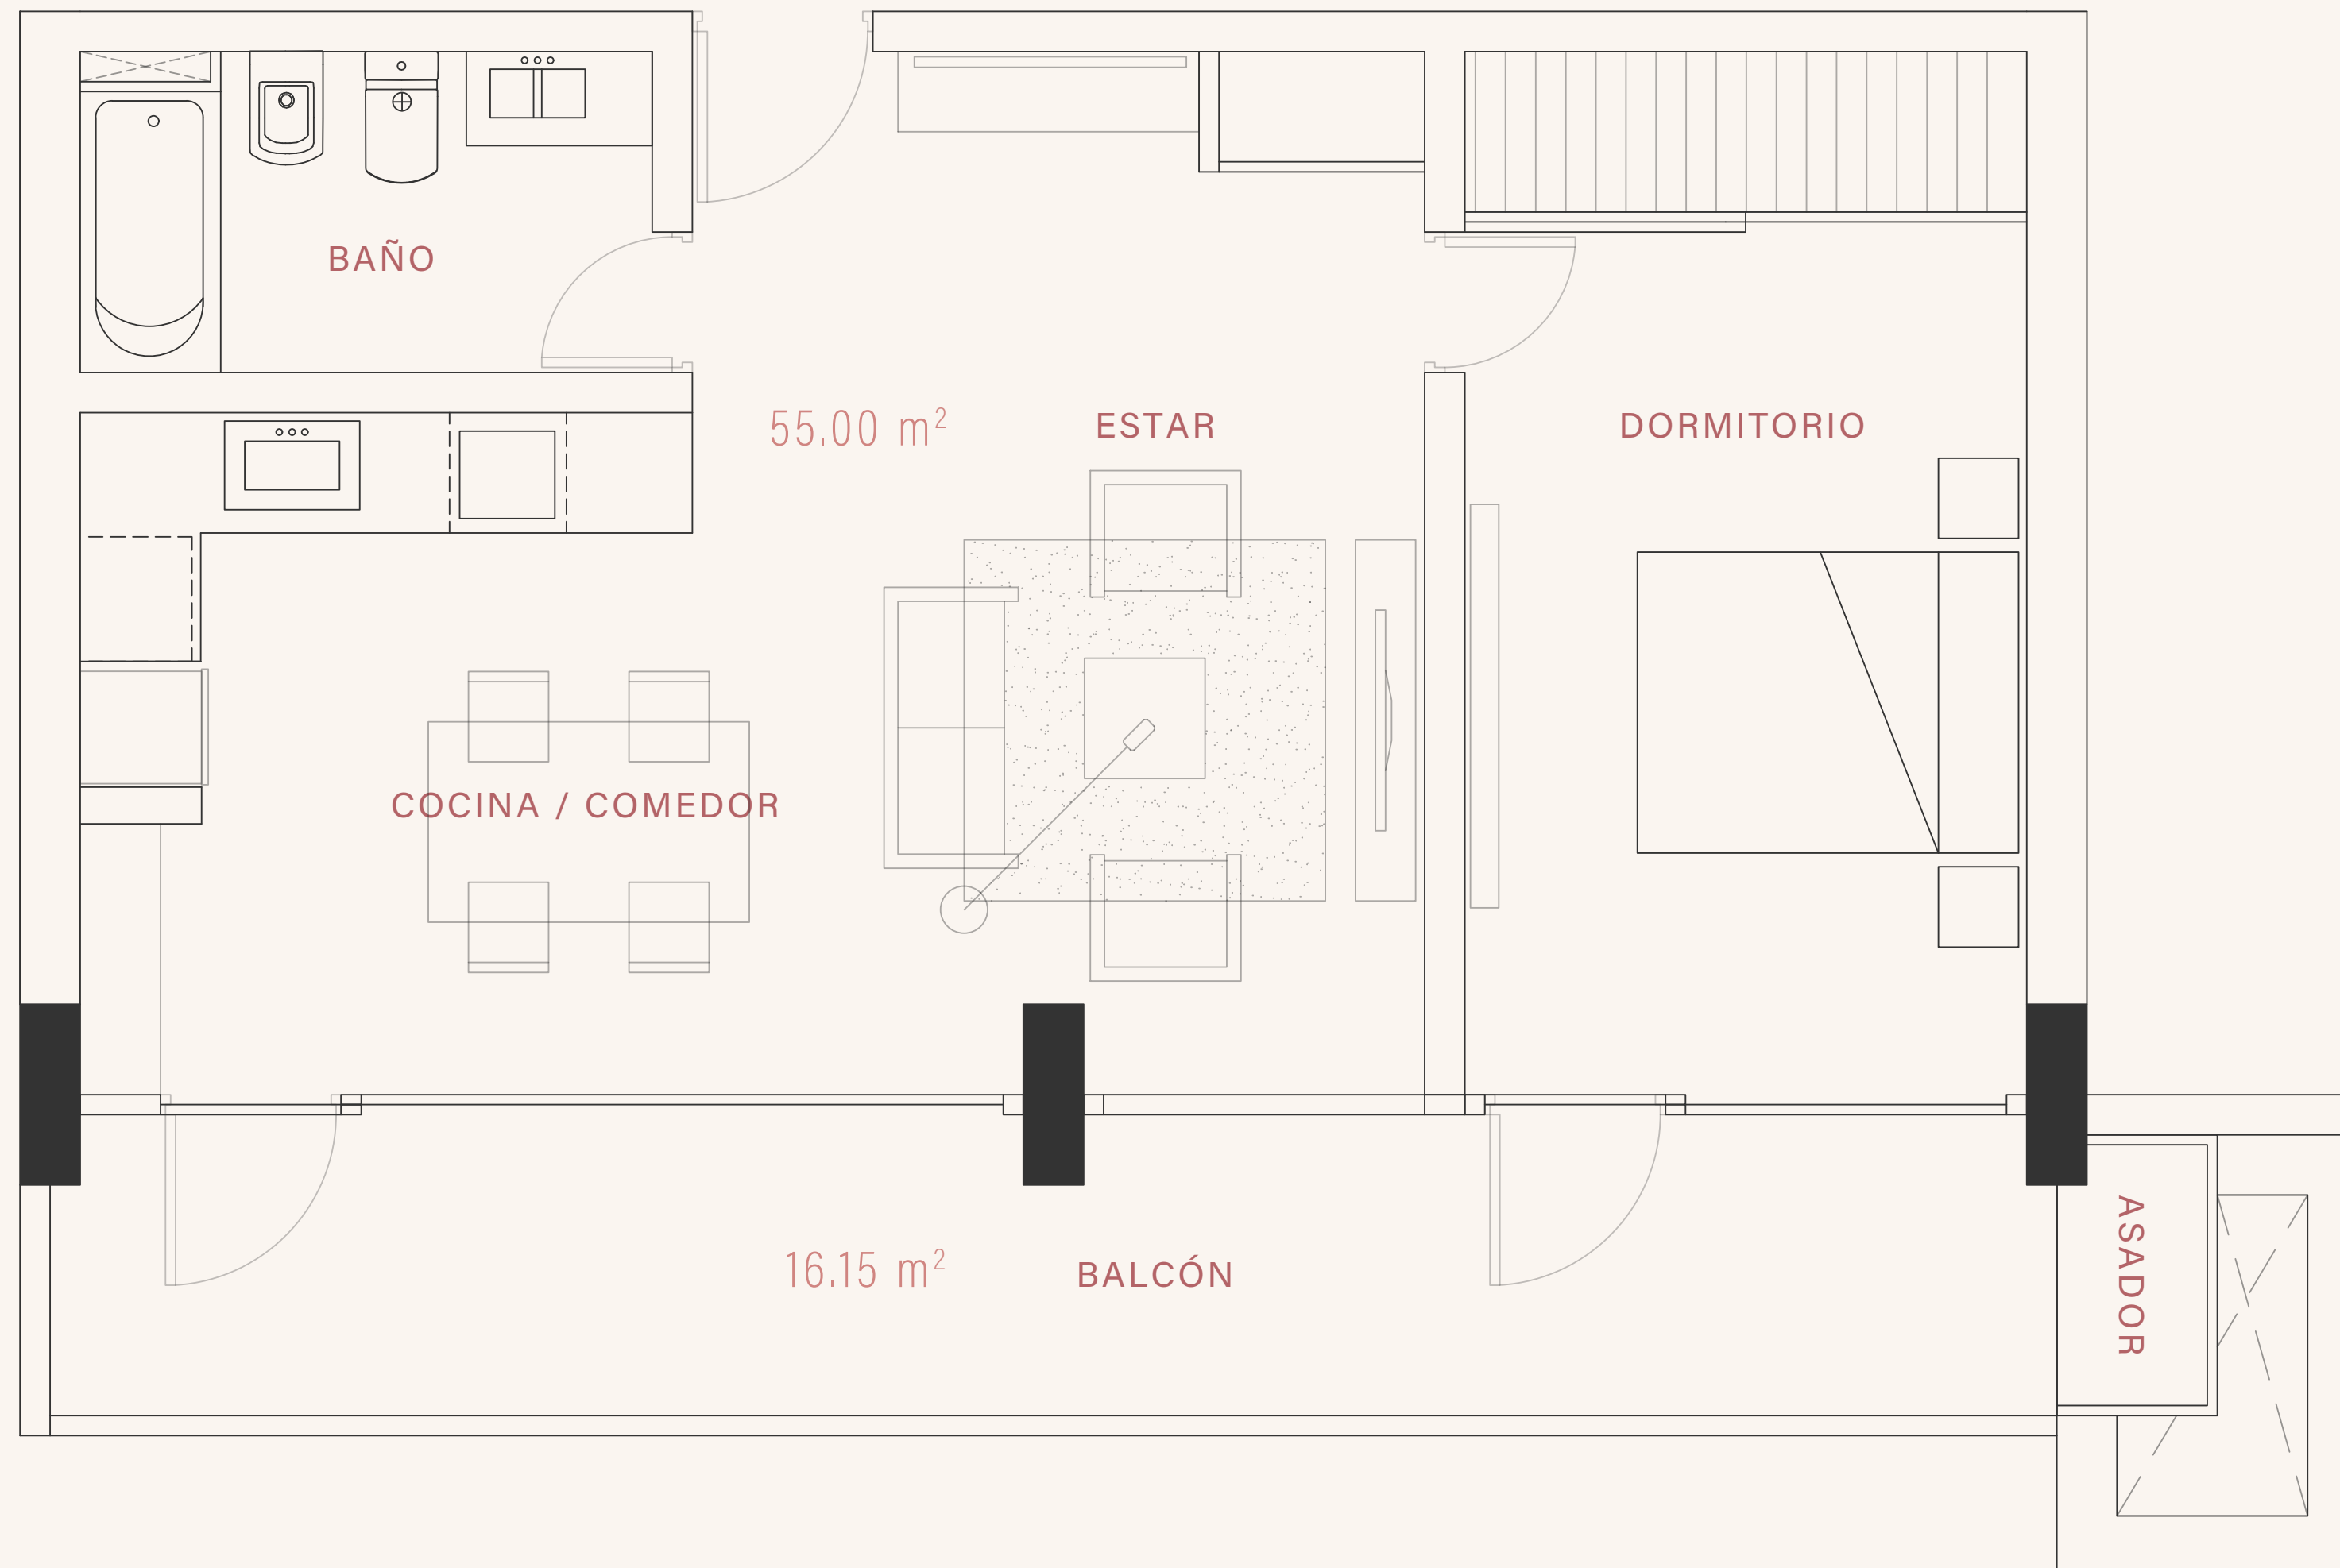 BAÑO
55.00 m²
ESTAR
DORMITORIO
COCINA / COMEDOR
16.15 m²
BALCÓN
ASADOR